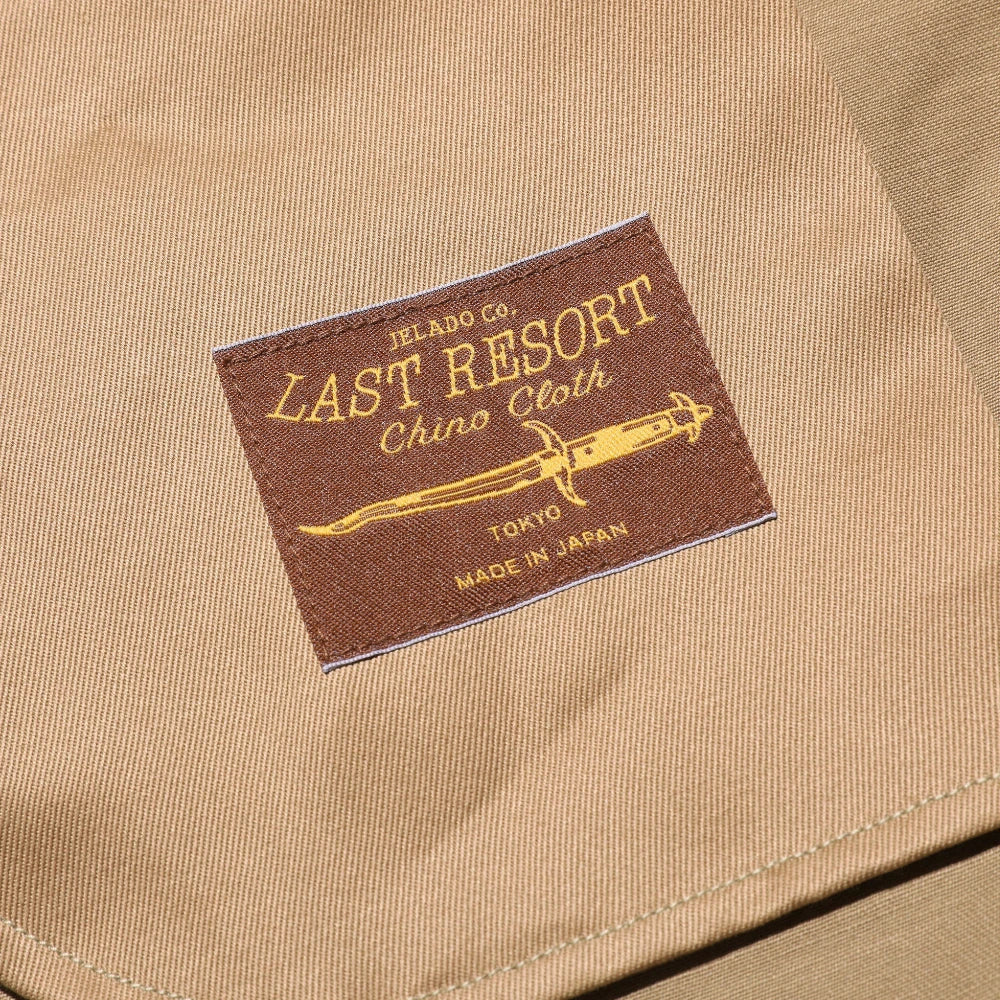 JELADO Co.
LAST RESORT
Chino Cloth
TOKYO
MADE IN JAPAN